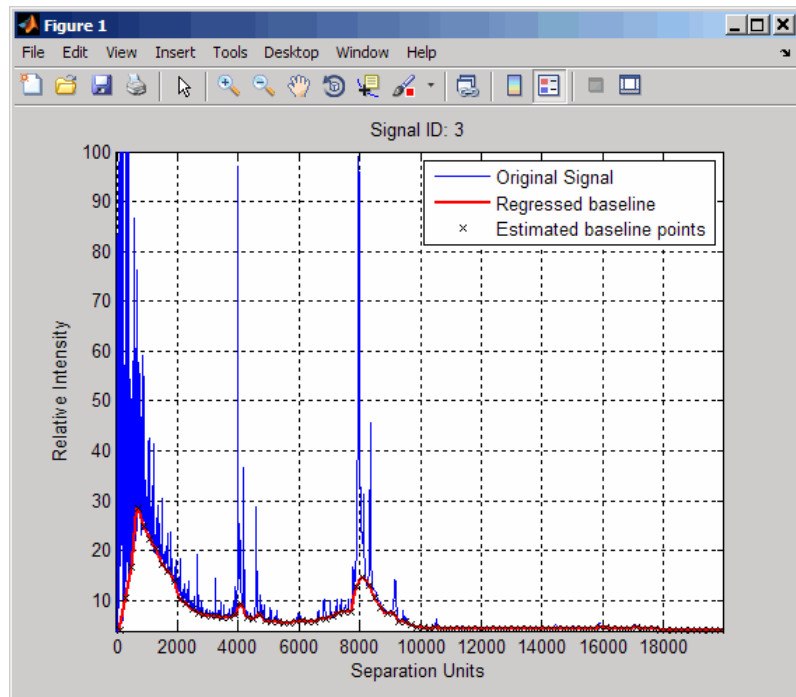 Figure 1
File Edit View Insert Tools Desktop Window Help
Signal ID: 3
Original Signal
Regressed baseline
Estimated baseline points
Relative Intensity
100
90
80
70
60
50
40
30
20
10
0 2000 4000 6000 8000 10000 12000 14000 16000 18000
Separation Units